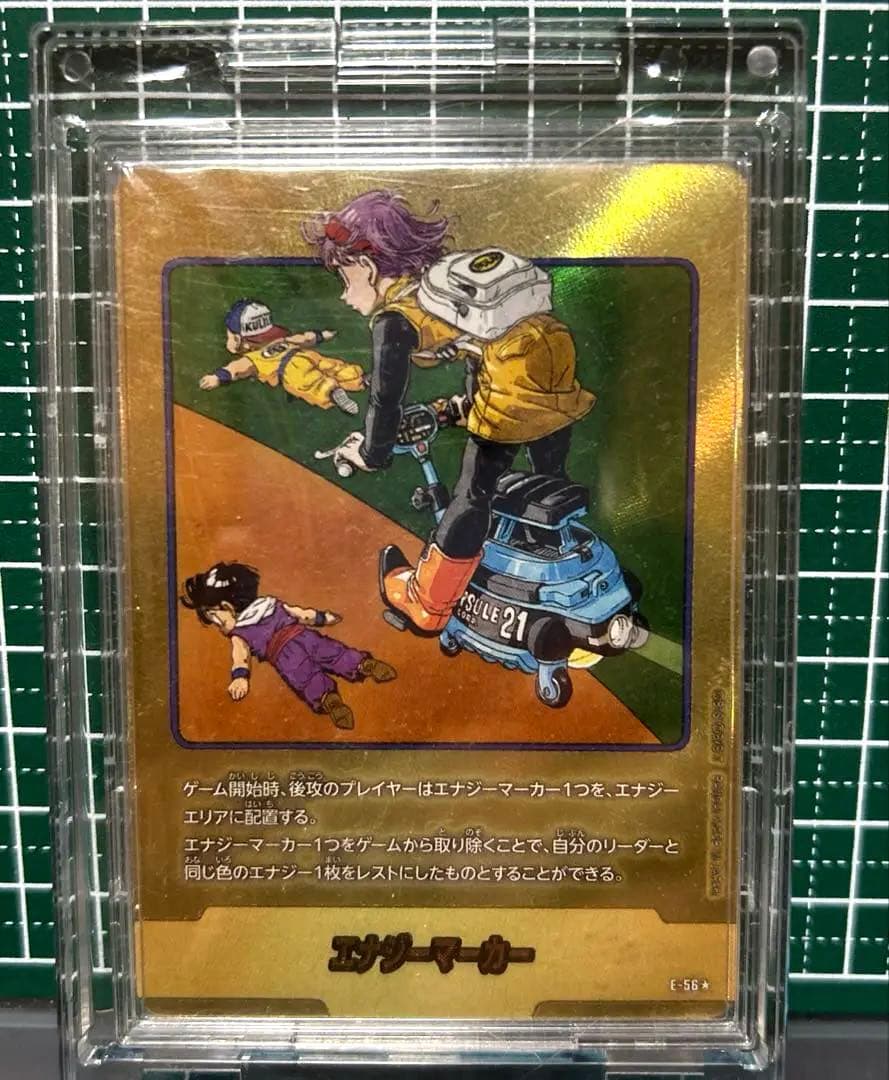 KULI
TSULE
CORP.
21
ゲーム開始時、後攻のプレイヤーはエナジーマーカー1つを、エナジー
エリアに配置する。
エナジーマーカー1つをゲームから取り除くことで、自分のリーダーと
同じ色のエナジー1枚をレストにしたものとすることができる。
エナジーマーカー
E-56★